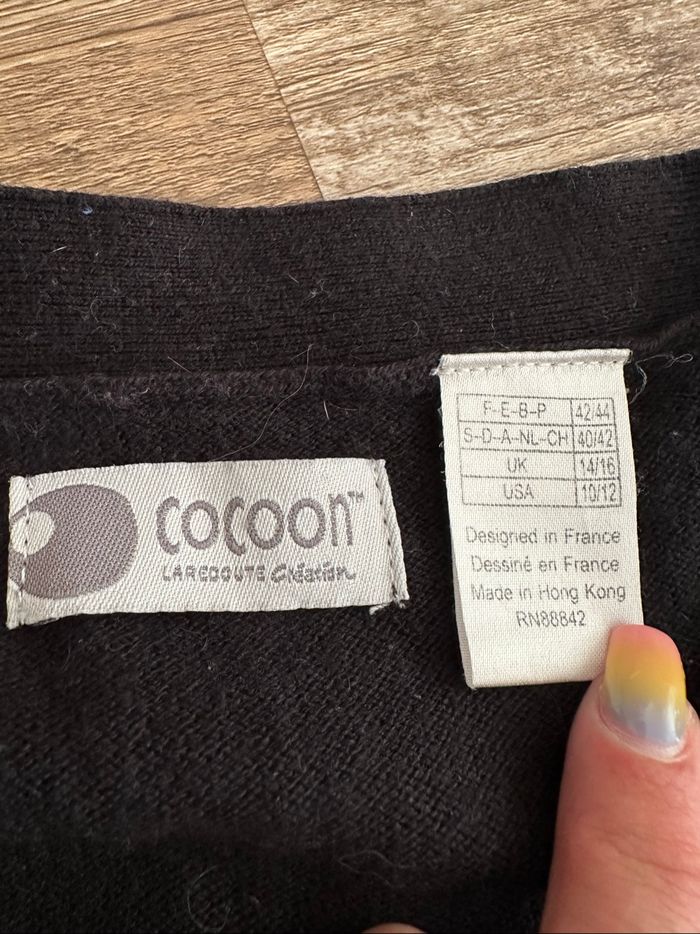 cocoon™
LAREDOUTE Création
F-E-B-P 42/44
S-D-A-NL-CH 40/42
UK 14/16
USA 10/12
Designed in France
Dessiné en France
Made in Hong Kong
RN88842